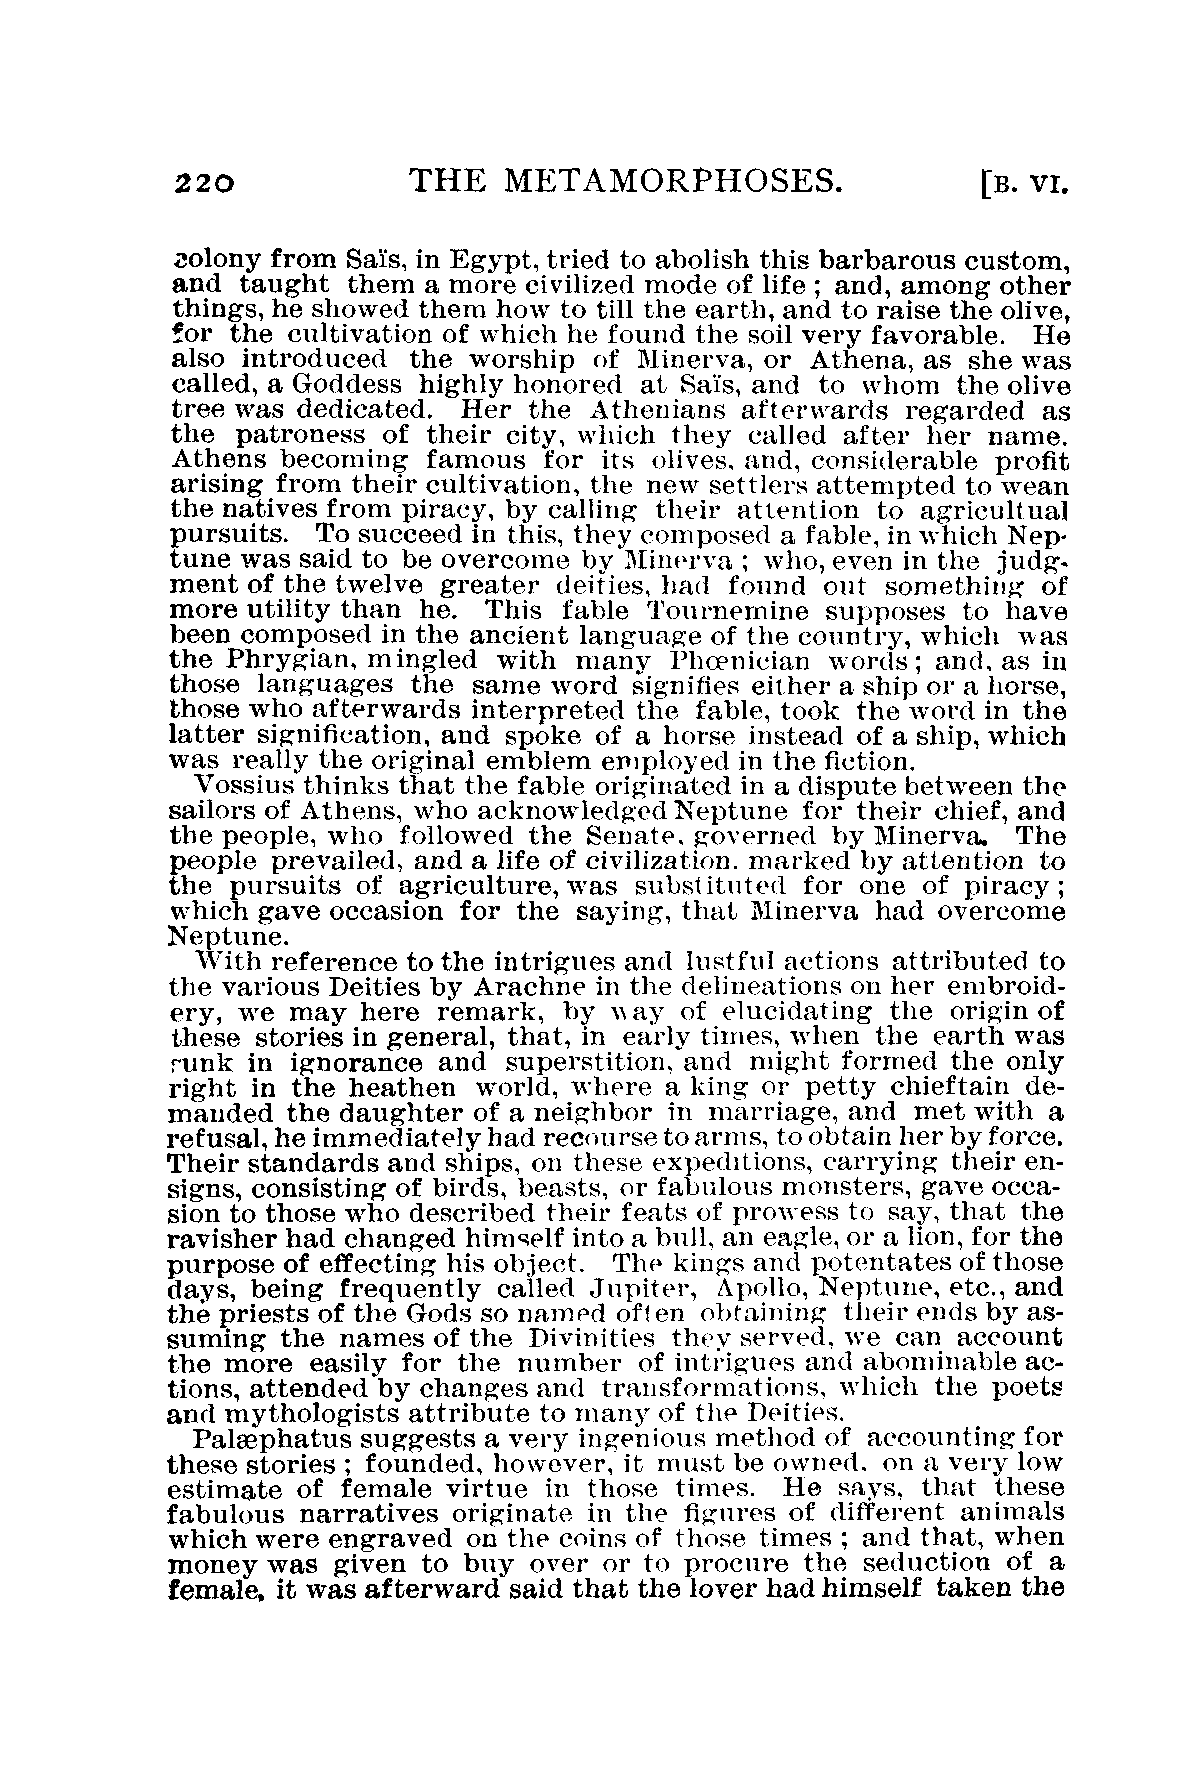 220 THE METAMORPHOSES. [B. VI.
colony from Saïs, in Egypt, tried to abolish this barbarous custom,
and taught them a more civilized mode of life ; and, among other
things, he showed them how to till the earth, and to raise the olive,
for the cultivation of which he found the soil very favorable. He
also introduced the worship of Minerva, or Athena, as she was
called, a Goddess highly honored at Saïs, and to whom the olive
tree was dedicated. Her the Athenians afterwards regarded as
the patroness of their city, which they called after her name.
Athens becoming famous for its olives, and, considerable profit
arising from their cultivation, the new settlers attempted to wean
the natives from piracy, by calling their attention to agricultual
pursuits. To succeed in this, they composed a fable, in which Nep-
tune was said to be overcome by Minerva ; who, even in the judg-
ment of the twelve greater deities, had found out something of
more utility than he. This fable Tournemine supposes to have
been composed in the ancient language of the country, which was
the Phrygian, mingled with many Phœnician words ; and, as in
those languages the same word signifies either a ship or a horse,
those who afterwards interpreted the fable, took the word in the
latter signification, and spoke of a horse instead of a ship, which
was really the original emblem employed in the fiction.
Vossius thinks that the fable originated in a dispute between the
sailors of Athens, who acknowledged Neptune for their chief, and
the people, who followed the Senate, governed by Minerva. The
people prevailed, and a life of civilization, marked by attention to
the pursuits of agriculture, was substituted for one of piracy ;
which gave occasion for the saying, that Minerva had overcome
Neptune.
With reference to the intrigues and lustful actions attributed to
the various Deities by Arachne in the delineations on her embroid-
ery, we may here remark, by way of elucidating the origin of
these stories in general, that, in early times, when the earth was
sunk in ignorance and superstition, and might formed the only
right in the heathen world, where a king or petty chieftain de-
manded the daughter of a neighbor in marriage, and met with a
refusal, he immediately had recourse to arms, to obtain her by force.
Their standards and ships, on these expeditions, carrying their en-
signs, consisting of birds, beasts, or fabulous monsters, gave occa-
sion to those who described their feats of prowess to say, that the
ravisher had changed himself into a bull, an eagle, or a lion, for the
purpose of effecting his object. The kings and potentates of those
days, being frequently called Jupiter, Apollo, Neptune, etc., and
the priests of the Gods so named often obtaining their ends by as-
suming the names of the Divinities they served, we can account
the more easily for the number of intrigues and abominable ac-
tions, attended by changes and transformations, which the poets
and mythologists attribute to many of the Deities.
Palæphatus suggests a very ingenious method of accounting for
these stories ; founded, however, it must be owned, on a very low
estimate of female virtue in those times. He says, that these
fabulous narratives originate in the figures of different animals
which were engraved on the coins of those times ; and that, when
money was given to buy over or to procure the seduction of a
female, it was afterward said that the lover had himself taken the